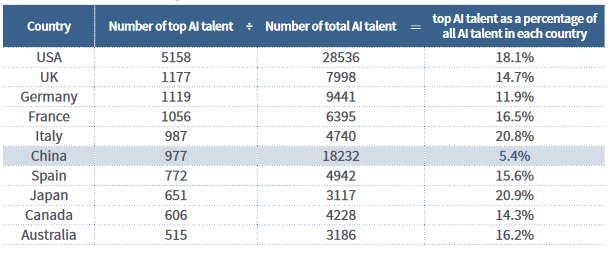 Country Number of top AI talent ÷ Number of total AI talent = top AI talent as a percentage of
all AI talent in each country
USA 5158 28536 18.1%
UK 1177 7998 14.7%
Germany 1119 9441 11.9%
France 1056 6395 16.5%
Italy 987 4740 20.8%
China 977 18232 5.4%
Spain 772 4942 15.6%
Japan 651 3117 20.9%
Canada 606 4228 14.3%
Australia 515 3186 16.2%